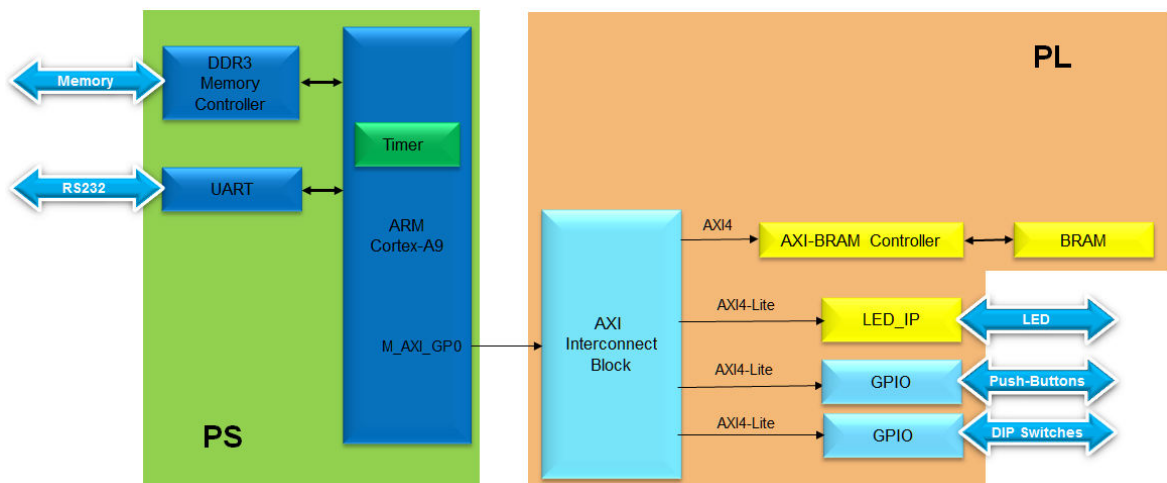 PL
DDR3
Memory
Controller
Memory
Timer
UART
RS232
ARM
Cortex-A9
AXI4
AXI-BRAM Controller
BRAM
AXI4-Lite
LED_IP
LED
AXI
Interconnect
Block
M_AXI_GP0
AXI4-Lite
GPIO
Push-Buttons
AXI4-Lite
GPIO
DIP Switches
PS